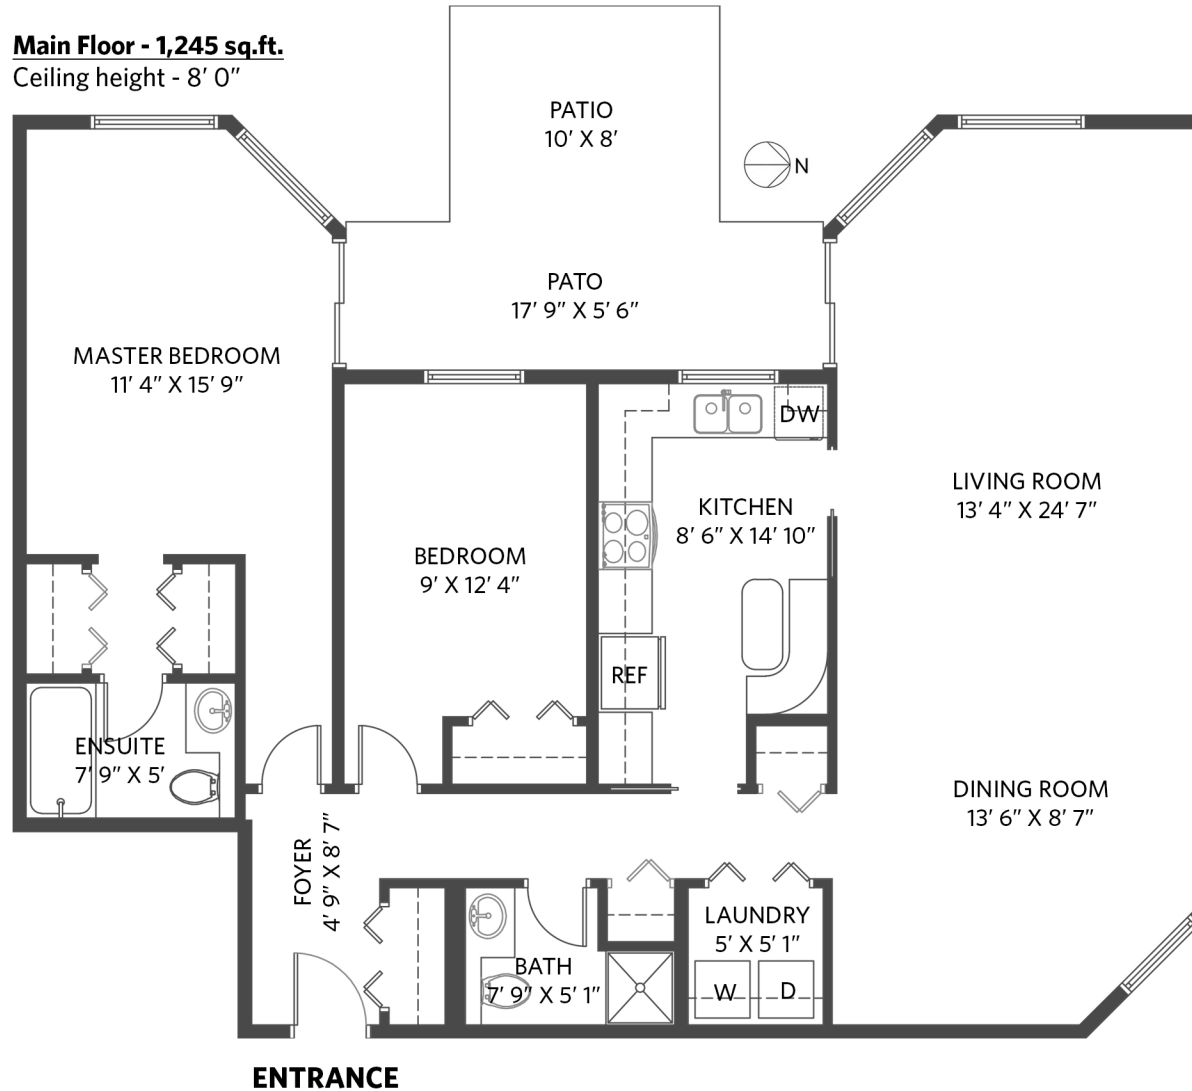 Main Floor - 1,245 sq.ft.
Ceiling height - 8' 0"
PATIO
10' X 8'
N
PATO
17' 9" X 5' 6"
MASTER BEDROOM
11' 4" X 15' 9"
DW
LIVING ROOM
13' 4" X 24' 7"
KITCHEN
8' 6" X 14' 10"
BEDROOM
9' X 12' 4"
REF
ENSUITE
7' 9" X 5'
DINING ROOM
13' 6" X 8' 7"
FOYER
4' 9" X 8' 7"
LAUNDRY
5' X 5' 1"
BATH
7' 9" X 5' 1"
W
D
ENTRANCE